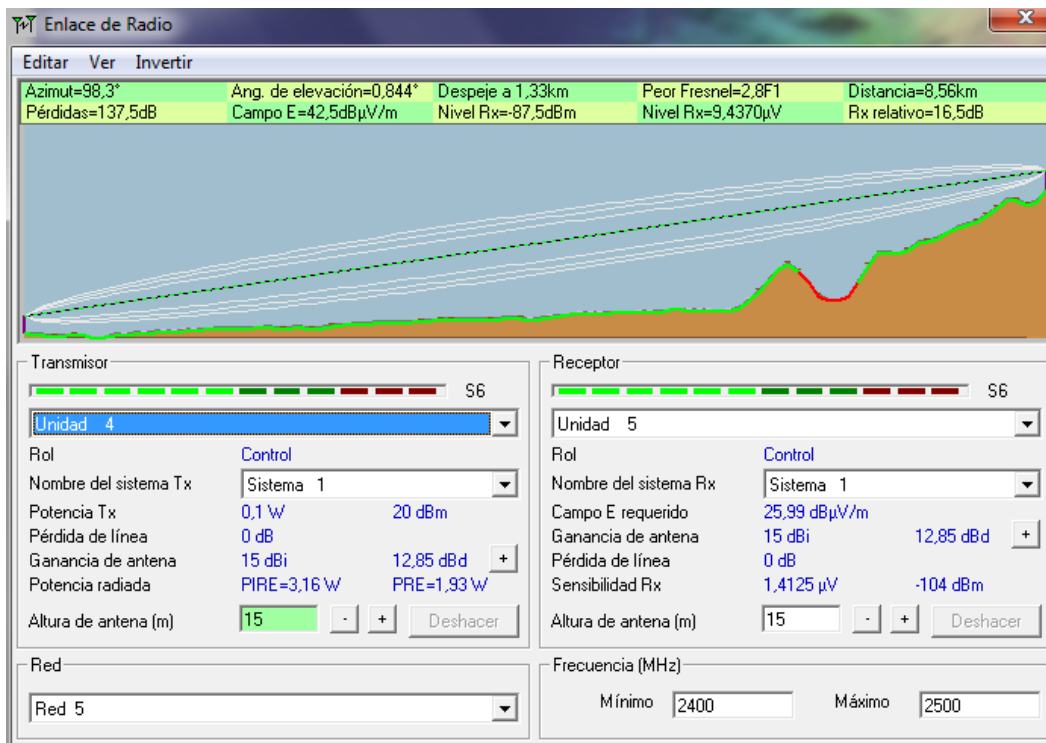 Enlace de Radio
Editar Ver Invertir
Azimut=98,3° Ang. de elevación=0,844° Despeje a 1,33km Peor Fresnel=2,8F1 Distancia=8,56km
Pérdidas=137,5dB Campo E=42,5dBµV/m Nivel Rx=-87,5dBm Nivel Rx=9,4370µV Rx relativo=16,5dB
Transmisor
S6
Unidad 4
Rol Control
Nombre del sistema Tx Sistema 1
Potencia Tx 0,1 W 20 dBm
Pérdida de línea 0 dB
Ganancia de antena 15 dBi 12,85 dBd +
Potencia radiada PIRE=3,16 W PRE=1,93 W
Altura de antena (m) 15 - + Deshacer
Receptor
S6
Unidad 5
Rol Control
Nombre del sistema Rx Sistema 1
Campo E requerido 25,99 dBµV/m
Ganancia de antena 15 dBi 12,85 dBd +
Pérdida de línea 0 dB
Sensibilidad Rx 1,4125 µV -104 dBm
Altura de antena (m) 15 - + Deshacer
Red
Red 5
Frecuencia (MHz)
Mínimo 2400 Máximo 2500